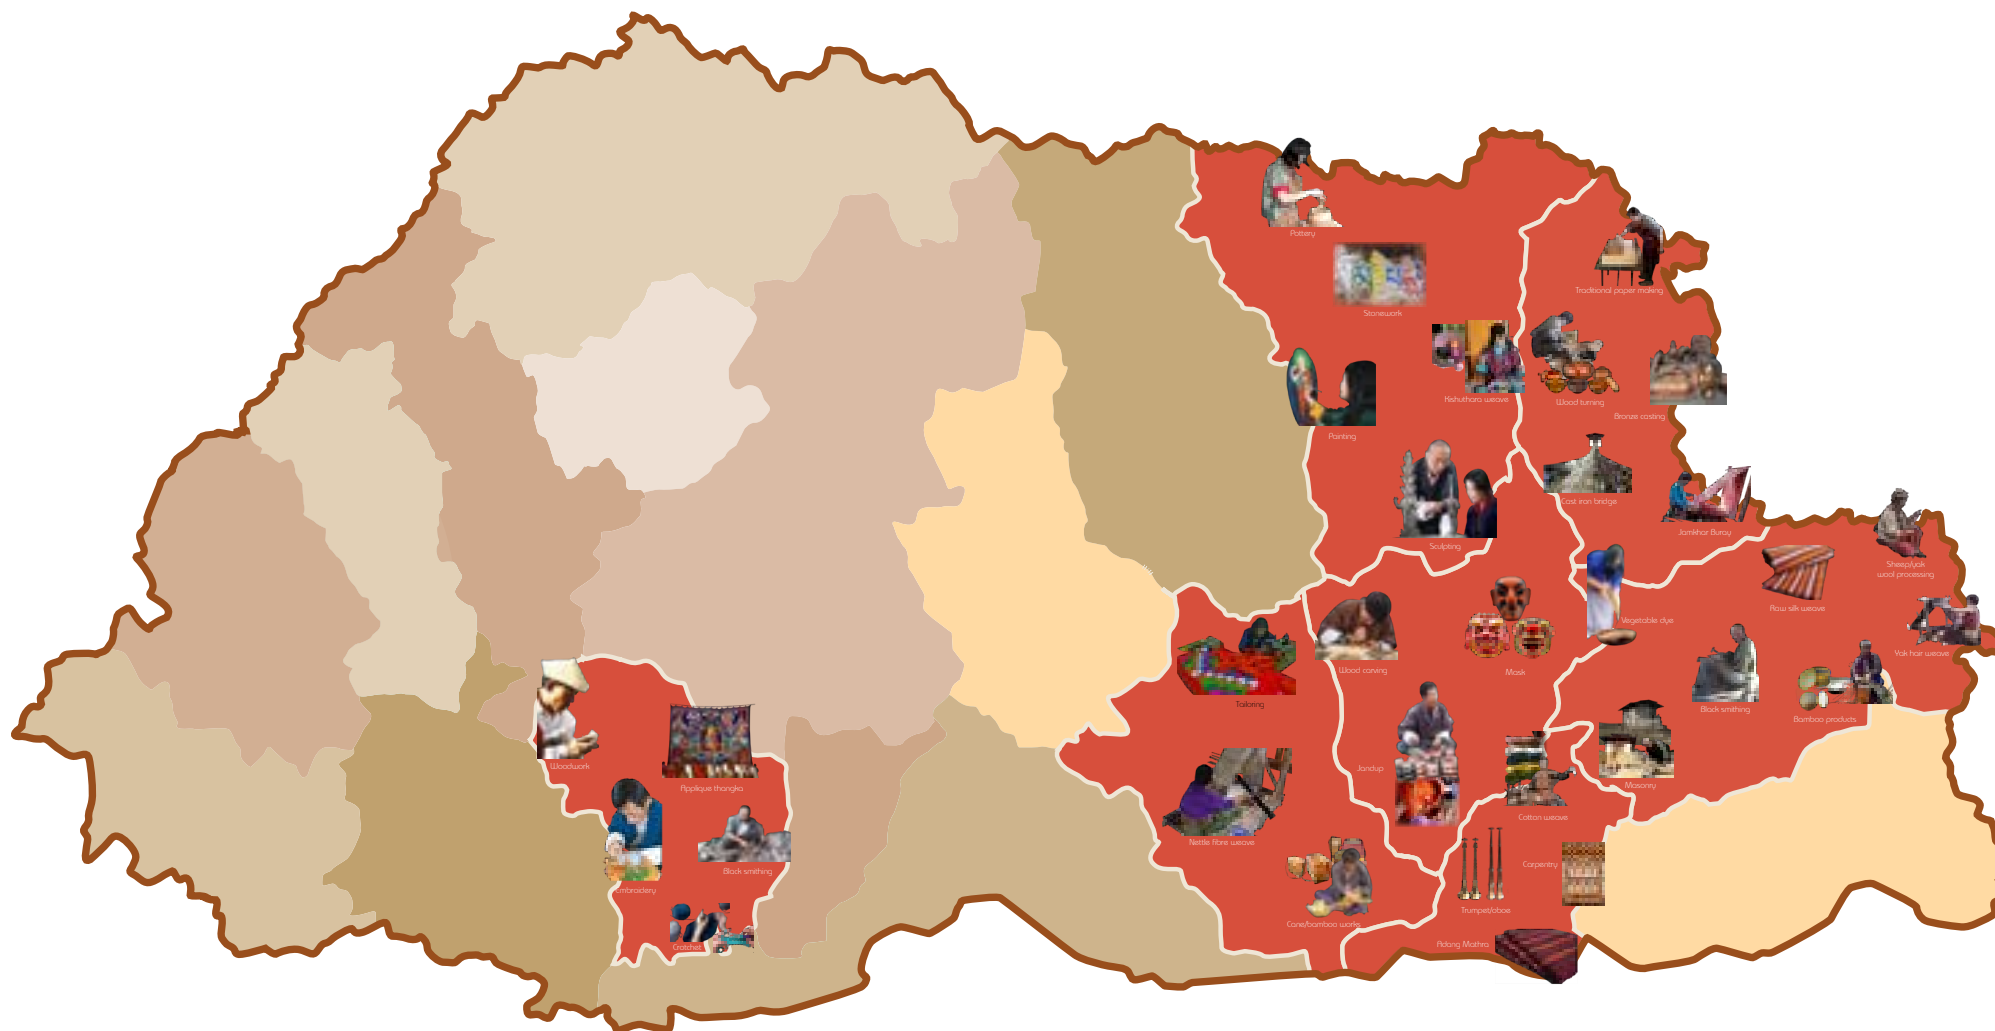 Pottery
Stonework
Traditional paper making
Kishuthara weave
Wood turning
Bronze casting
Painting
Cast iron bridge
Jamkhar Buray
Sculpting
Sheep/yak
wool processing
Raw silk weave
Vegetable dye
Yak hair weave
Wood carving
Mask
Tailoring
Black smithing
Bamboo products
Woodwork
Applique thangka
Jandup
Masonry
Cotton weave
Nettle fibre weave
Black smithing
Carpentry
Embroidery
Trumpet/oboe
Cane/bamboo works
Crotchet
Adang Mathra